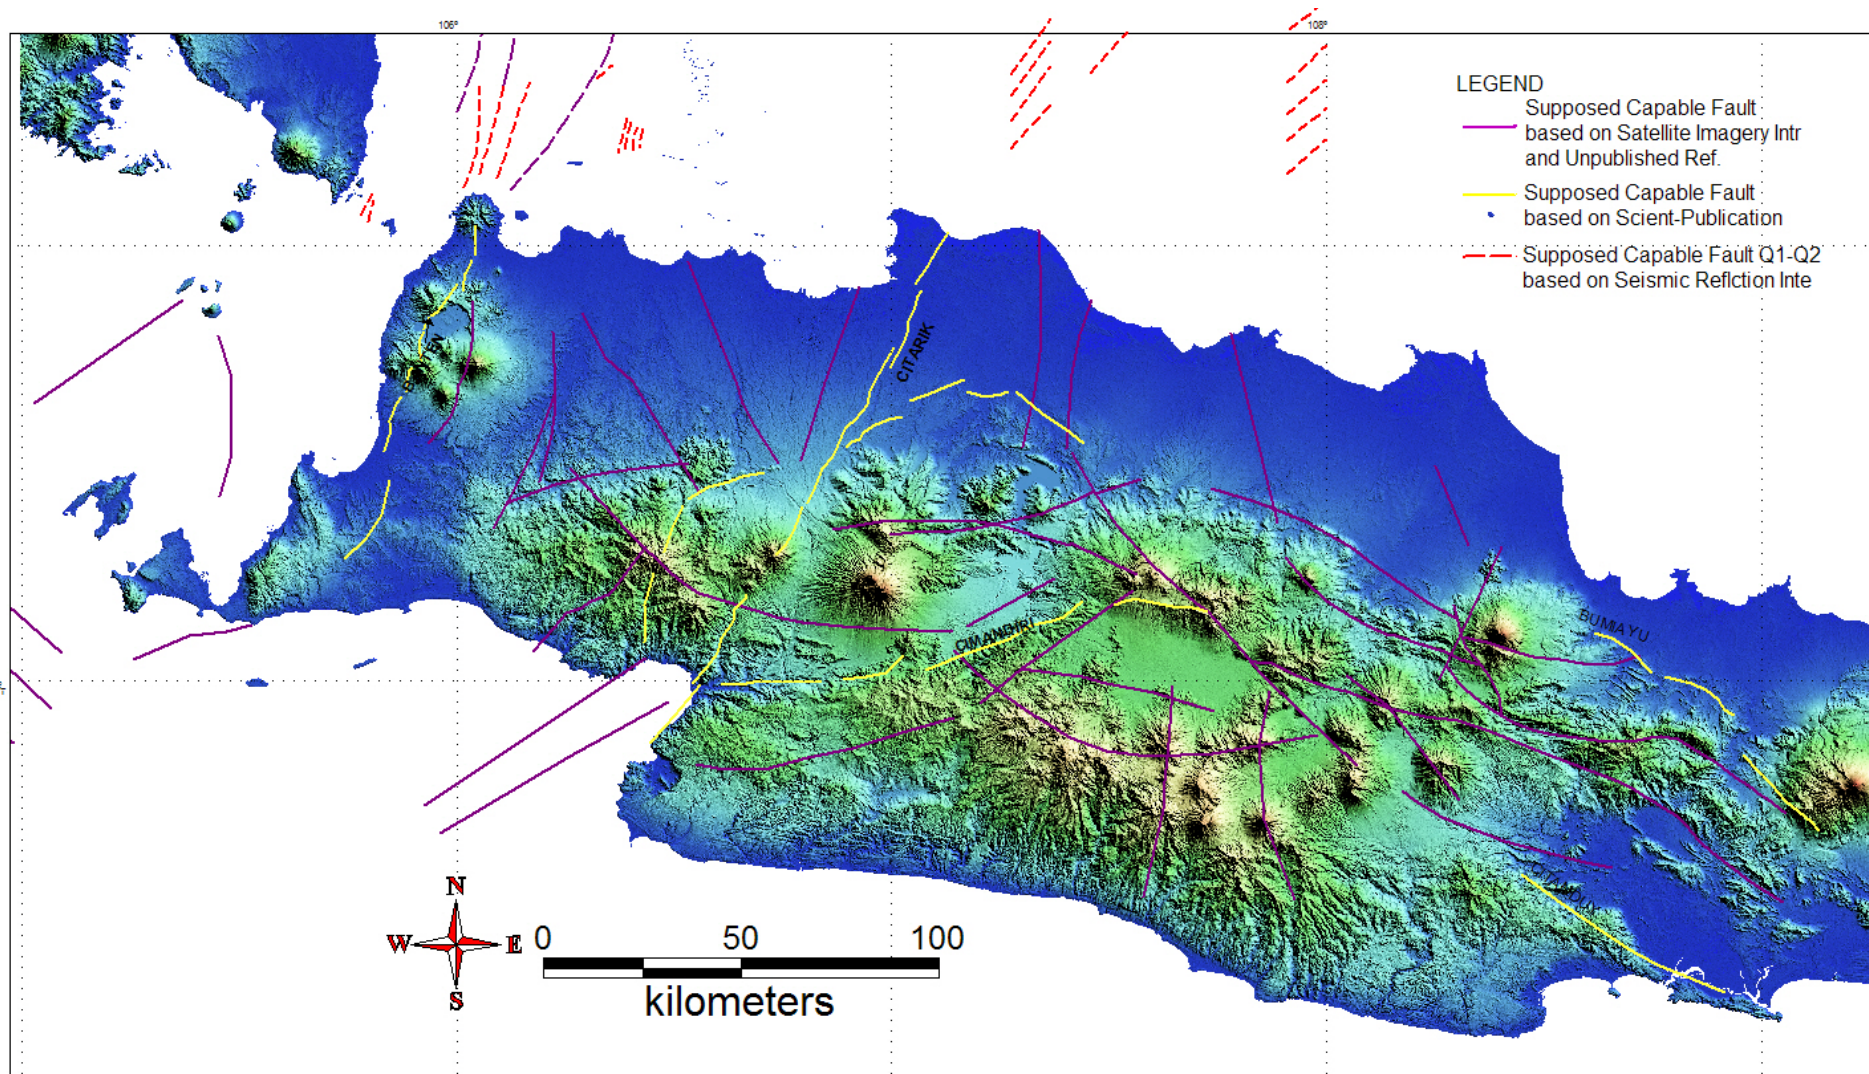 106° 108°
LEGEND
Supposed Capable Fault
based on Satellite Imagery Intr
and Unpublished Ref.
Supposed Capable Fault
based on Scient-Publication
Supposed Capable Fault Q1-Q2
based on Seismic Reflction Inte
CITARIK
CIMANDIRI
BUMIAYU
N
W E
S
0 50 100
kilometers